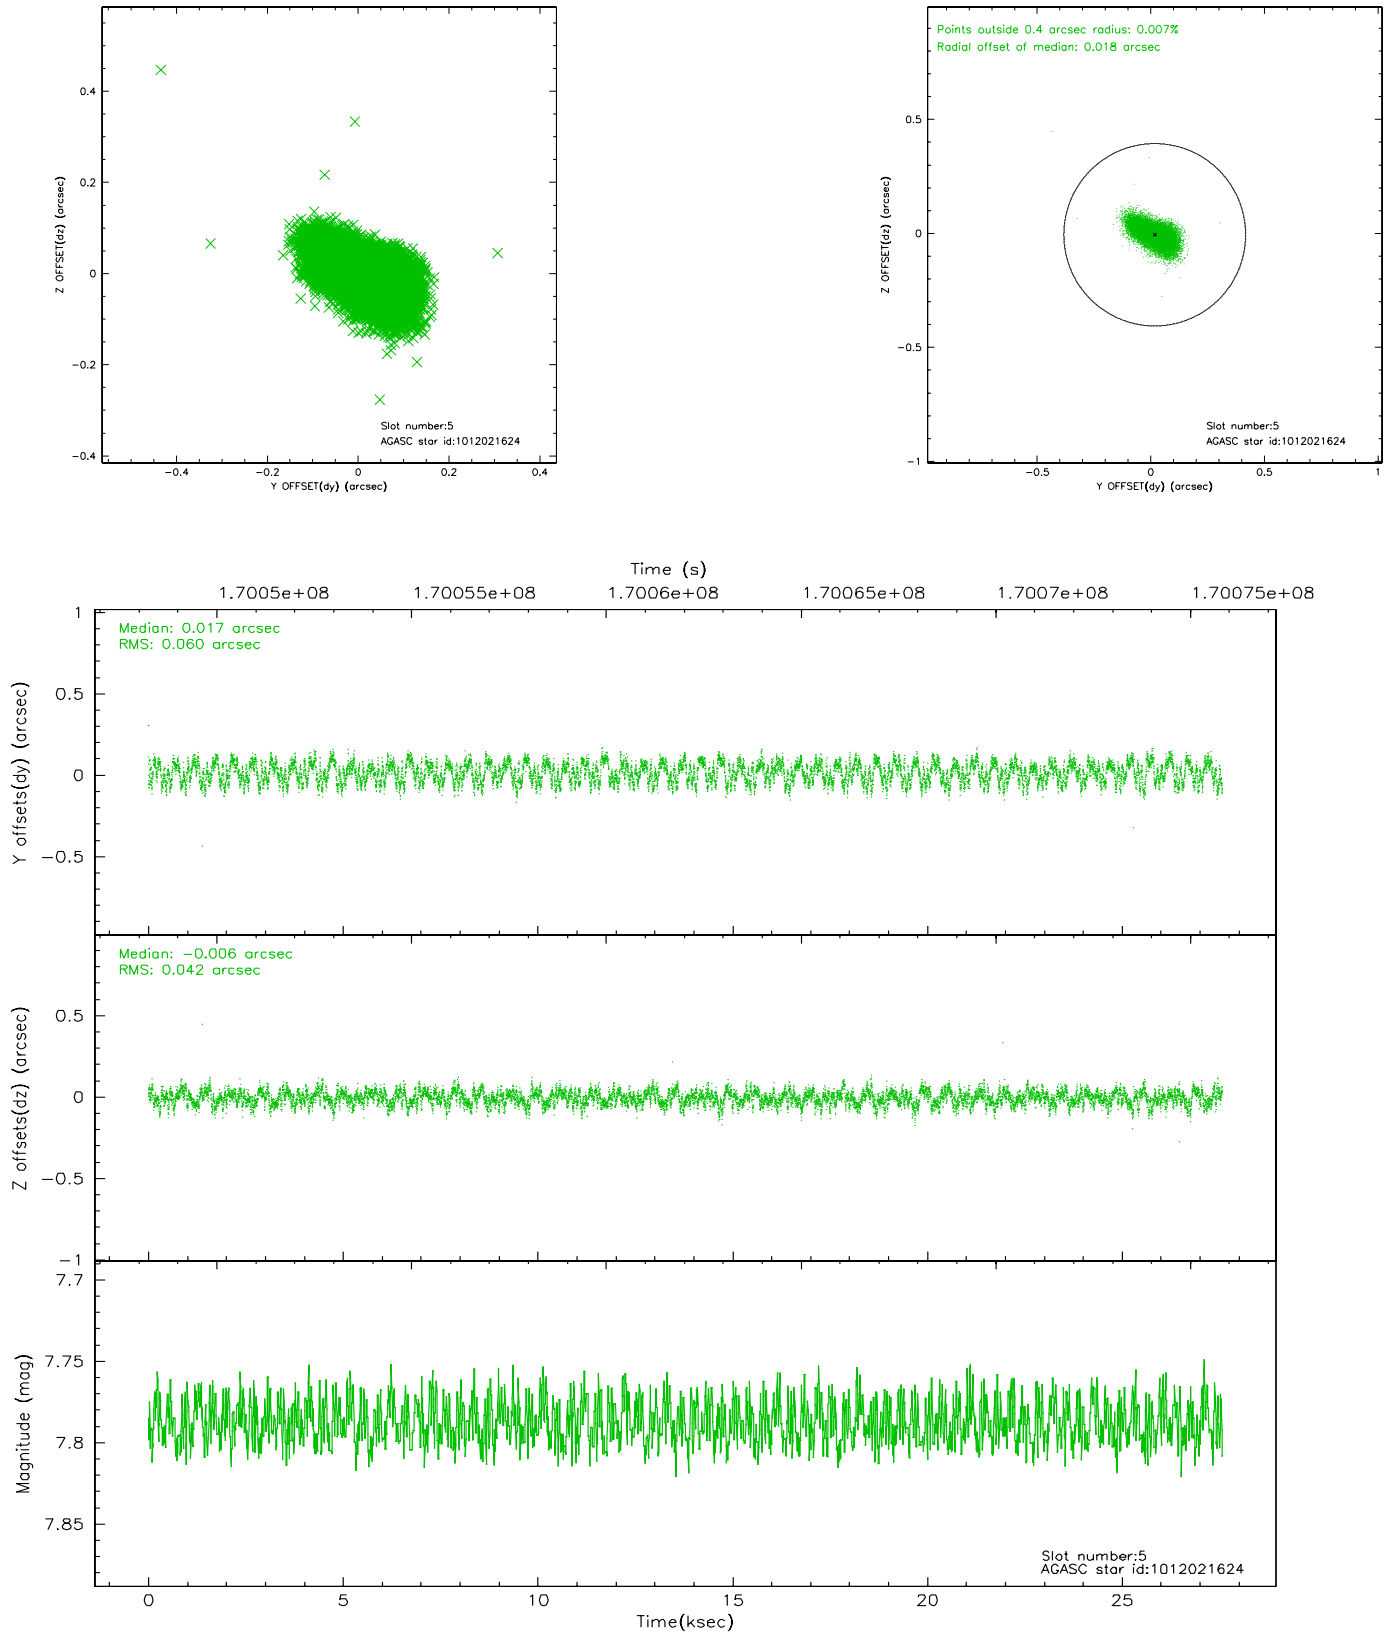 0.4
0.2
0
−0.2
−0.4
Z OFFSET(dz) (arcsec)
Slot number:5
AGASC star id:1012021624
−0.4 −0.2 0 0.2 0.4
Y OFFSET(dy) (arcsec)
Points outside 0.4 arcsec radius: 0.007%
Radial offset of median: 0.018 arcsec
0.5
0
−0.5
−1
Z OFFSET(dz) (arcsec)
Slot number:5
AGASC star id:1012021624
−0.5 0 0.5 1
Y OFFSET(dy) (arcsec)
Time (s)
1.7005e+08 1.70055e+08 1.7006e+08 1.70065e+08 1.7007e+08 1.70075e+08
Median: 0.017 arcsec
RMS: 0.060 arcsec
1
0.5
0
−0.5
Y offsets(dy) (arcsec)
Median: −0.006 arcsec
RMS: 0.042 arcsec
0.5
0
−0.5
−1
Z offsets(dz) (arcsec)
7.7
7.75
7.8
7.85
Magnitude (mag)
Slot number:5
AGASC star id:1012021624
0 5 10 15 20 25
Time(ksec)